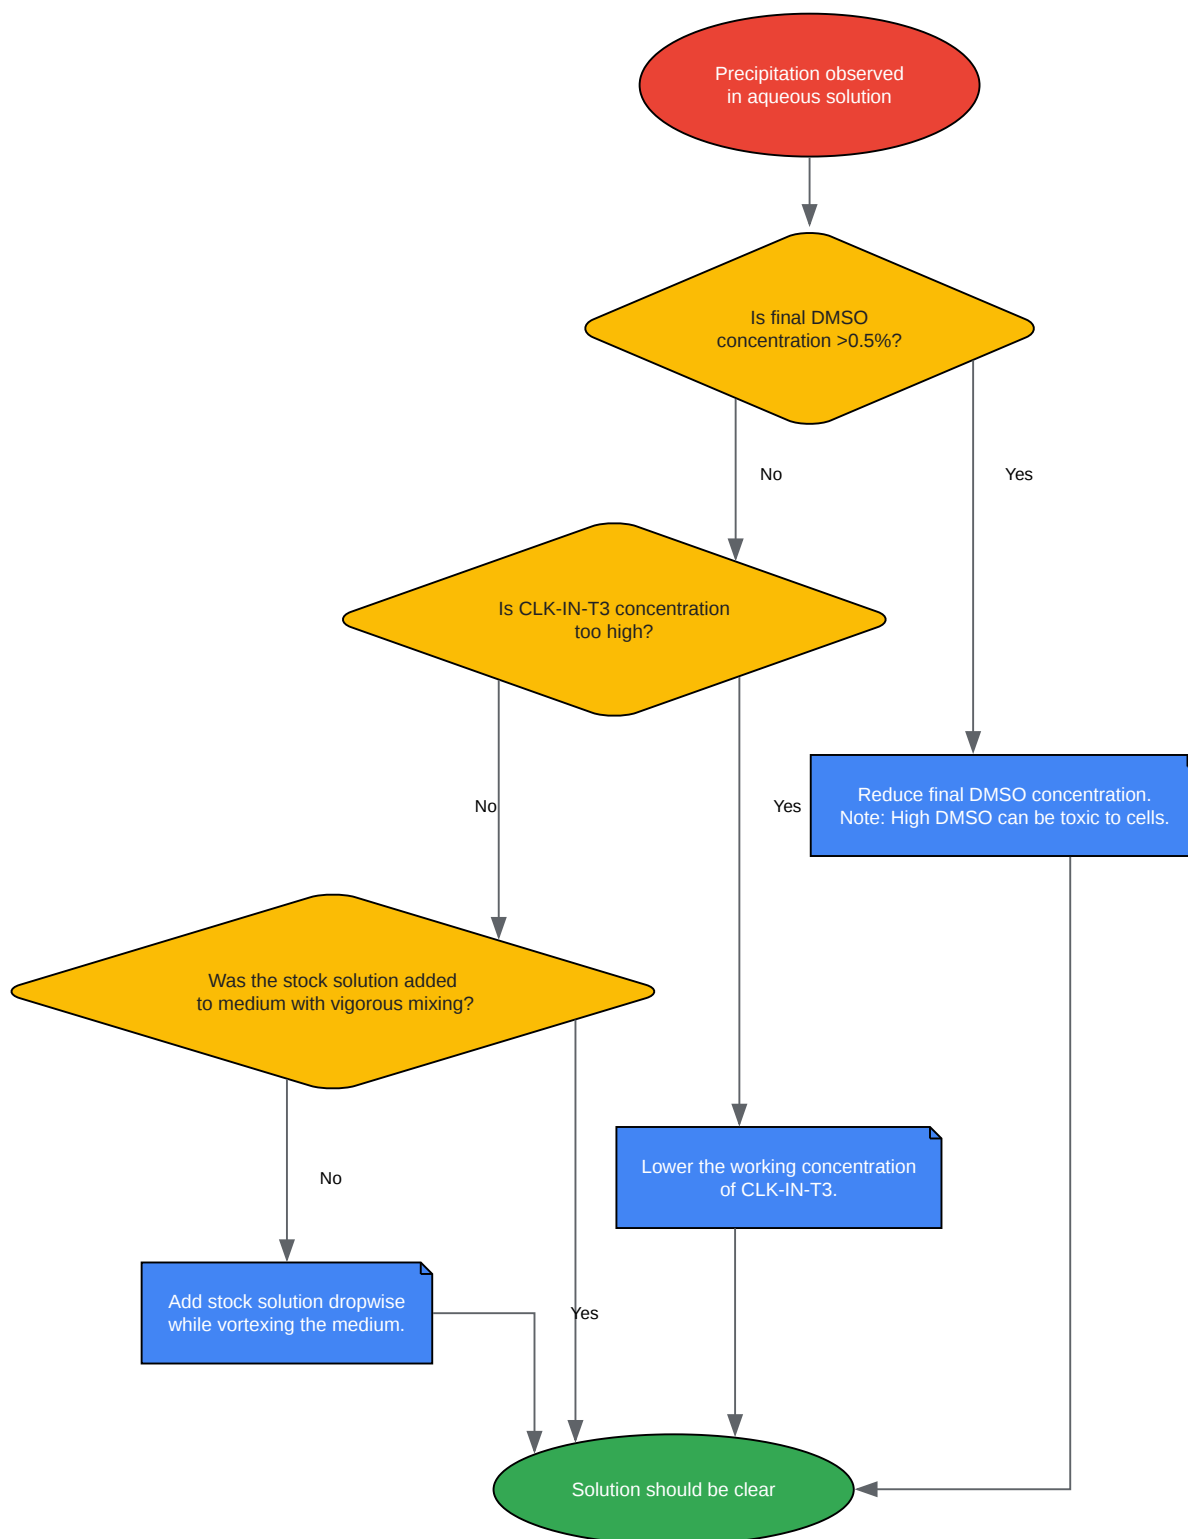 Precipitation observed
in aqueous solution
Is final DMSO
concentration >0.5%?
No
Yes
Is CLK-IN-T3 concentration
too high?
No
Yes
Reduce final DMSO concentration.
Note: High DMSO can be toxic to cells.
Was the stock solution added
to medium with vigorous mixing?
No
Lower the working concentration
of CLK-IN-T3.
Add stock solution dropwise
while vortexing the medium.
Yes
Solution should be clear